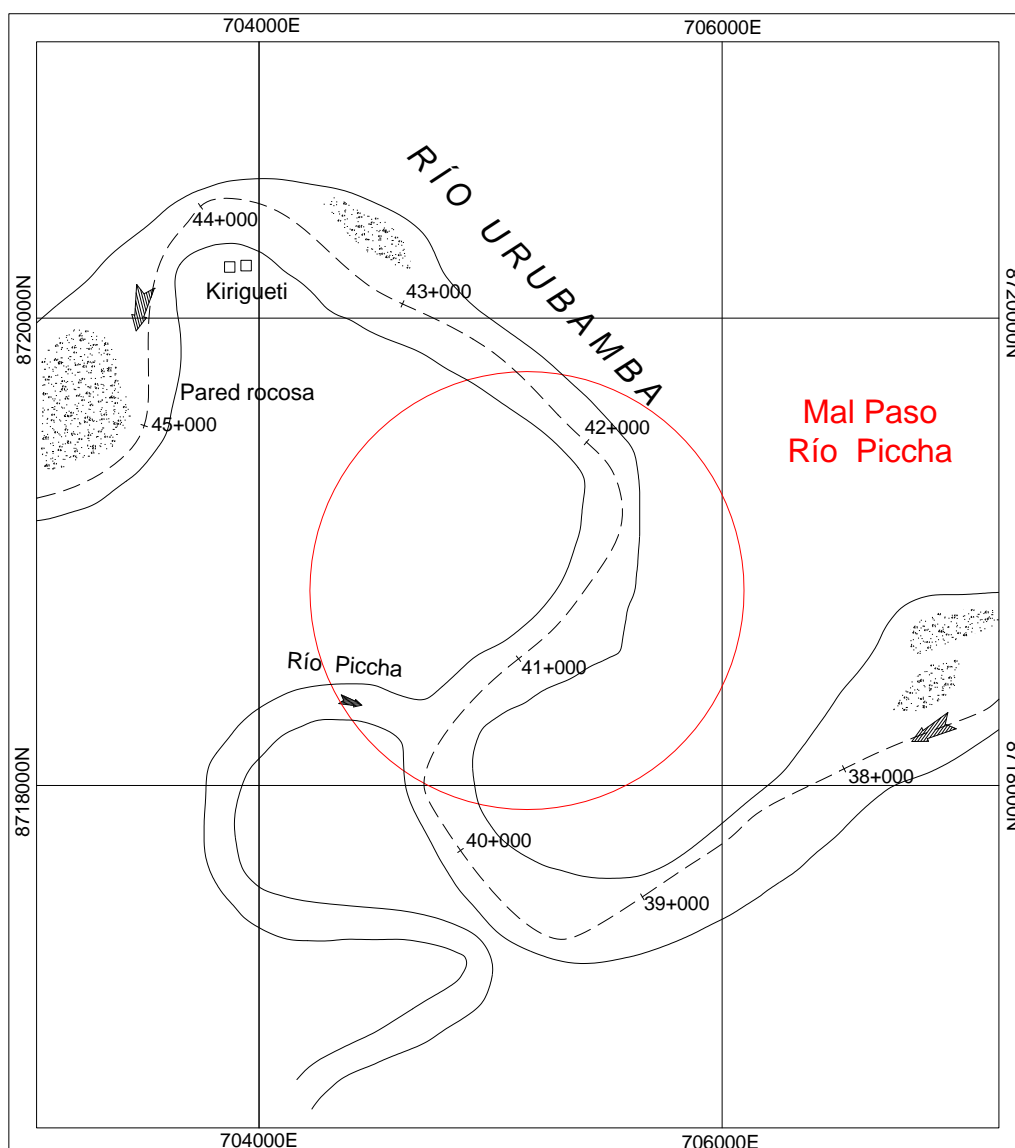 704000E
706000E
RÍO URUBAMBA
44+000
Kirigueti
43+000
8720000N
8720000N
Pared rocosa
45+000
42+000
Mal Paso
Río Piccha
Río Piccha
41+000
8718000N
38+000
8718000N
40+000
39+000
704000E
706000E